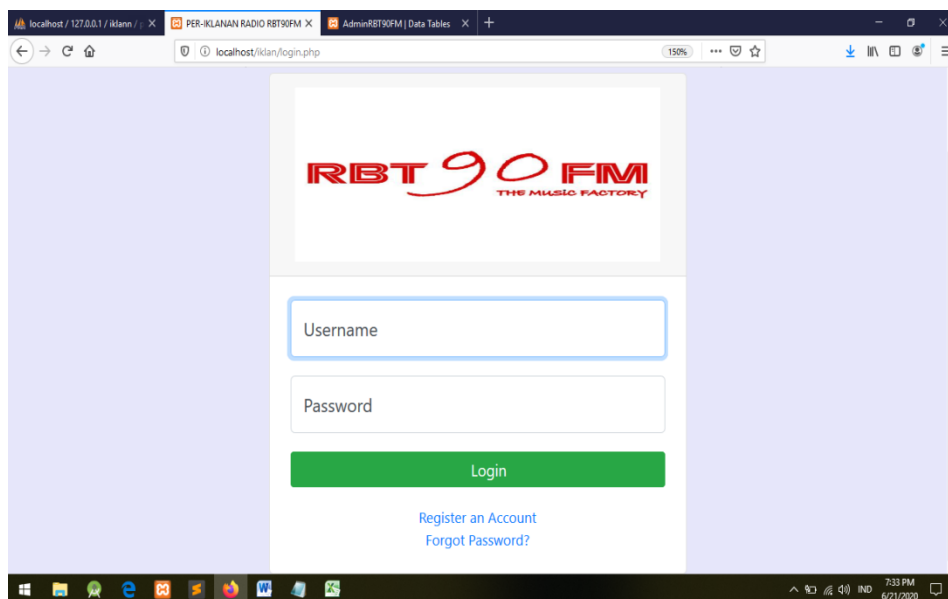 localhost / 127.0.0.1 / iklann / p
PER-IKLANAN RADIO RBT90FM
AdminRBT90FM | Data Tables
localhost/iklan/login.php
150%
RBT 90 FM
THE MUSIC FACTORY
Username
Password
Login
Register an Account
Forgot Password?
IND
7:33 PM
6/21/2020